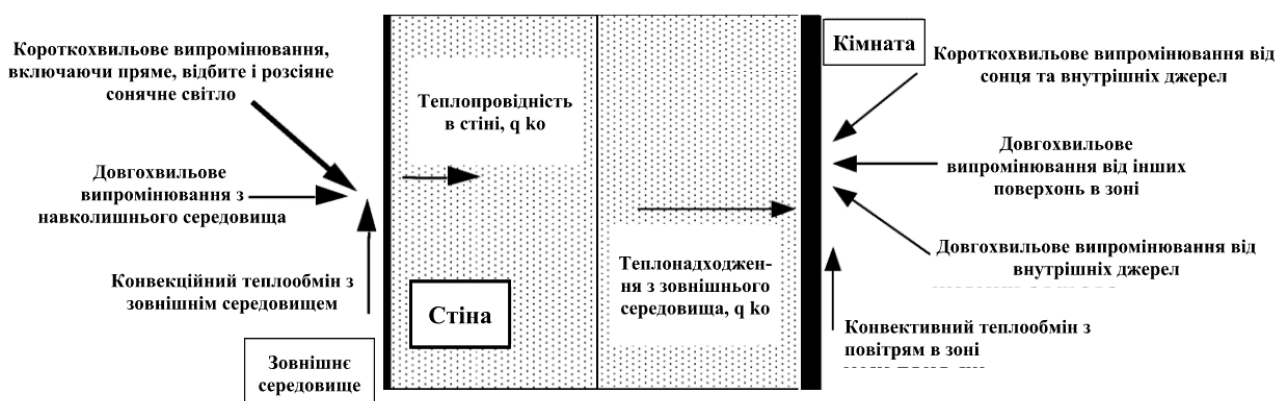 Короткохвильове випромінювання,
включаючи пряме, відбите і розсіяне
сонячне світло
Довгохвильове
випромінювання з
навколишнього середовища
Конвекційний теплообмін з
зовнішнім середовищем
Зовнішнє
середовище
Теплопровідність
в стіні, q ko
Стіна
Теплонадходжен-
ня з зовнішнього
середовища, q ko
Кімната
Короткохвильове випромінювання від
сонця та внутрішніх джерел
Довгохвильове
випромінювання від інших
поверхонь в зоні
Довгохвильове випромінювання від
внутрішніх джерел
Конвективний теплообмін з
повітрям в зоні